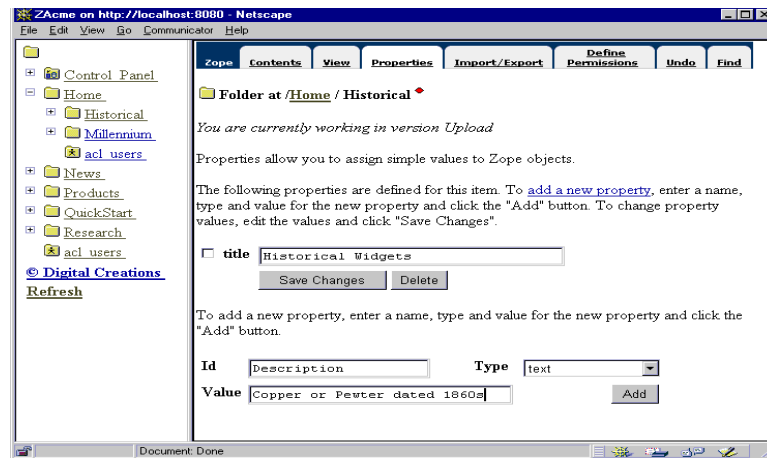 ZAcme on http://localhost:8080 - Netscape
File Edit View Go Communicator Help
Control Panel
Home
Historical
Millennium
acl_users
News
Products
QuickStart
Research
acl_users
© Digital Creations
Refresh
Zope Contents View Properties Import/Export Define Permissions Undo Find
Folder at /Home / Historical
You are currently working in version Upload
Properties allow you to assign simple values to Zope objects.
The following properties are defined for this item. To add a new property, enter a name,
type and value for the new property and click the "Add" button. To change property
values, edit the values and click "Save Changes".
title Historical Widgets
Save Changes Delete
To add a new property, enter a name, type and value for the new property and click the
"Add" button.
Id Description Type text
Value Copper or Pewter dated 1860s Add
Document: Done